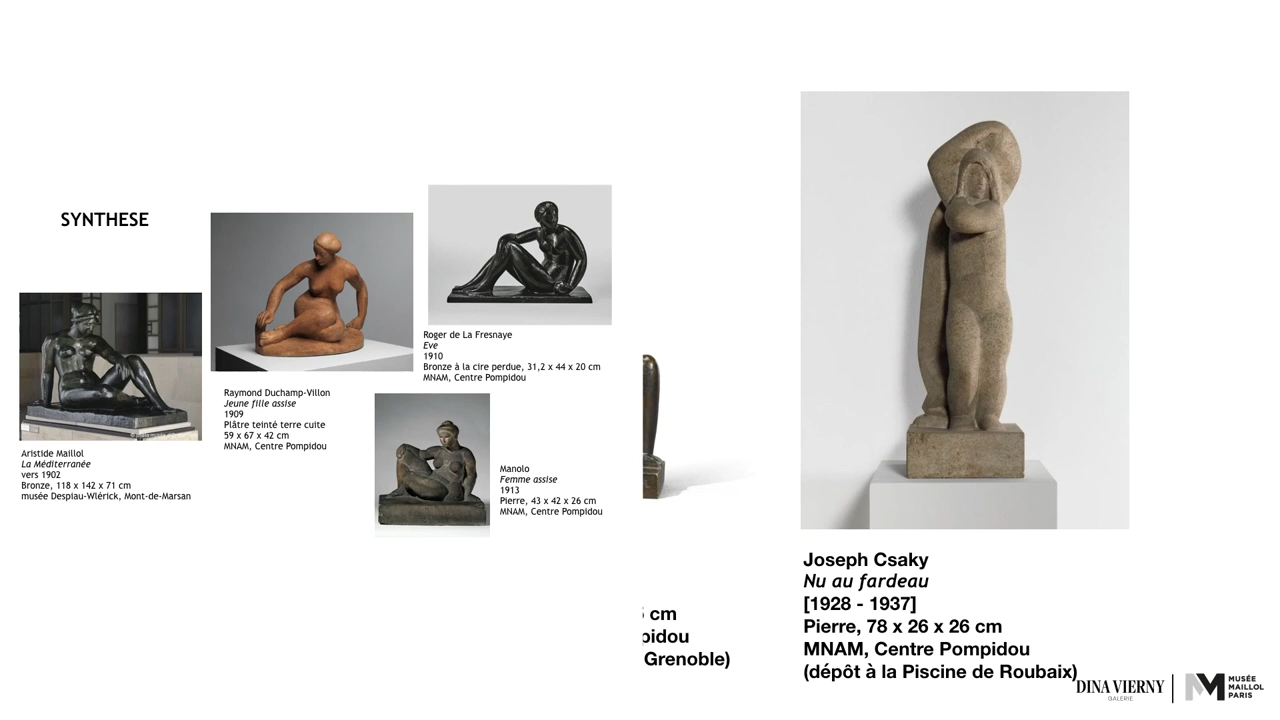 SYNTHESE
Aristide Maillol
La Méditerranée
vers 1902
Bronze, 118 x 142 x 71 cm
musée Despiau-Wlérick, Mont-de-Marsan
Raymond Duchamp-Villon
Jeune fille assise
1909
Plâtre teinté terre cuite
59 x 67 x 42 cm
MNAM, Centre Pompidou
Roger de La Fresnaye
Eve
1910
Bronze à la cire perdue, 31,2 x 44 x 20 cm
MNAM, Centre Pompidou
Manolo
Femme assise
1913
Pierre, 43 x 42 x 26 cm
MNAM, Centre Pompidou
cm
pidou
Grenoble)
Joseph Csaky
Nu au fardeau
[1928 - 1937]
Pierre, 78 x 26 x 26 cm
MNAM, Centre Pompidou
(dépôt à la Piscine de Roubaix)
DINA VIERNY
GALERIE
MUSÉE
MAILLOL
PARIS